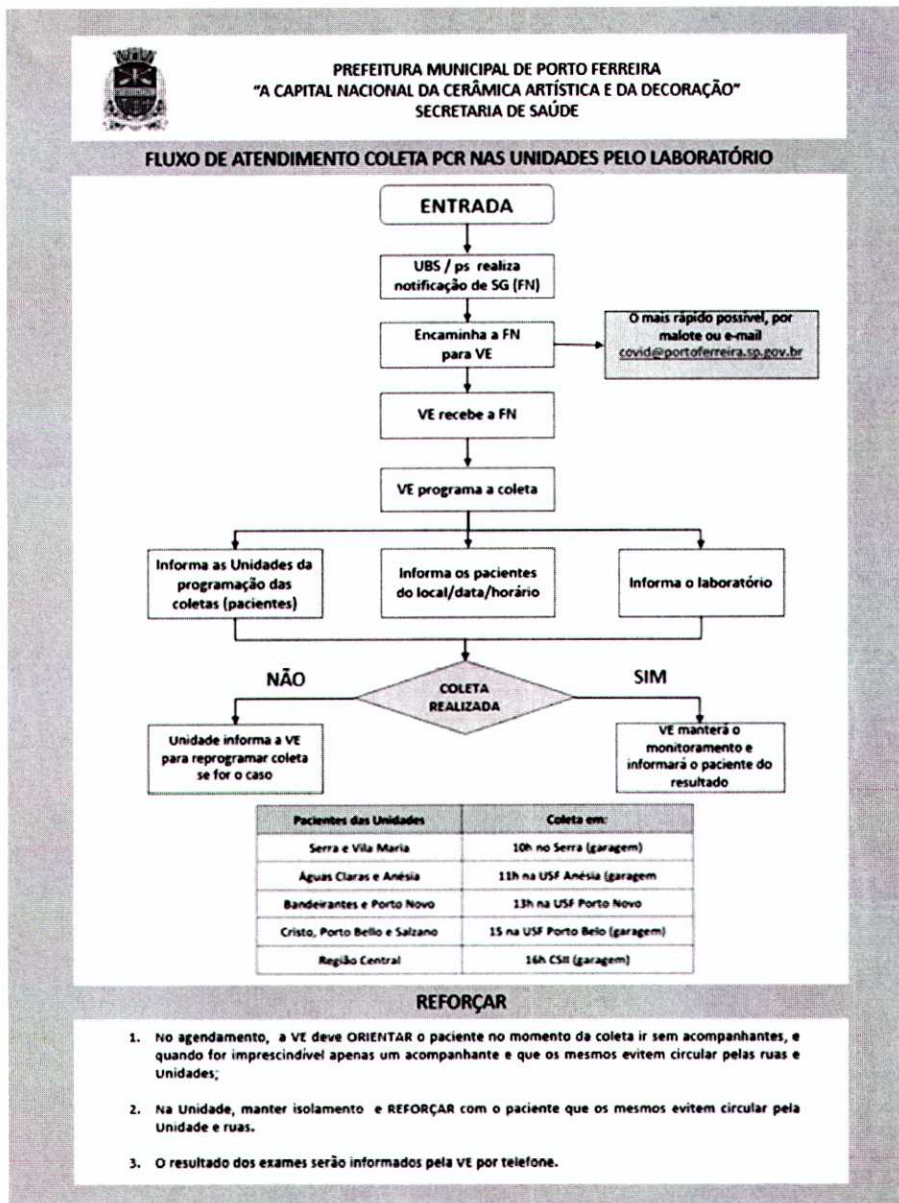 PREFEITURA MUNICIPAL DE PORTO FERREIRA
"A CAPITAL NACIONAL DA CERÂMICA ARTÍSTICA E DA DECORAÇÃO"
SECRETARIA DE SAÚDE
FLUXO DE ATENDIMENTO COLETA PCR NAS UNIDADES PELO LABORATÓRIO
ENTRADA
UBS / ps realiza
notificação de SG (FN)
Encaminha a FN
para VE
O mais rápido possível, por
malote ou e-mail
covid@portoferreira.sp.gov.br
VE recebe a FN
VE programa a coleta
Informa as Unidades da
programação das
coletas (pacientes)
Informa os pacientes
do local/data/horário
Informa o laboratório
NÃO
COLETA
REALIZADA
SIM
Unidade informa a VE
para reprogramar coleta
se for o caso
VE manterá o
monitoramento e
informará o paciente do
resultado
Pacientes das Unidades Coleta em:
Serra e Vila Maria 10h no Serra (garagem)
Águas Claras e Anésia 11h na USF Anésia (garagem
Bandeirantes e Porto Novo 13h na USF Porto Novo
Cristo, Porto Bello e Salzano 15 na USF Porto Belo (garagem)
Região Central 16h CSII (garagem)
REFORÇAR
1. No agendamento, a VE deve ORIENTAR o paciente no momento da coleta ir sem acompanhantes, e
quando for imprescindível apenas um acompanhante e que os mesmos evitem circular pelas ruas e
Unidades;
2. Na Unidade, manter isolamento e REFORÇAR com o paciente que os mesmos evitem circular pela
Unidade e ruas.
3. O resultado dos exames serão informados pela VE por telefone.